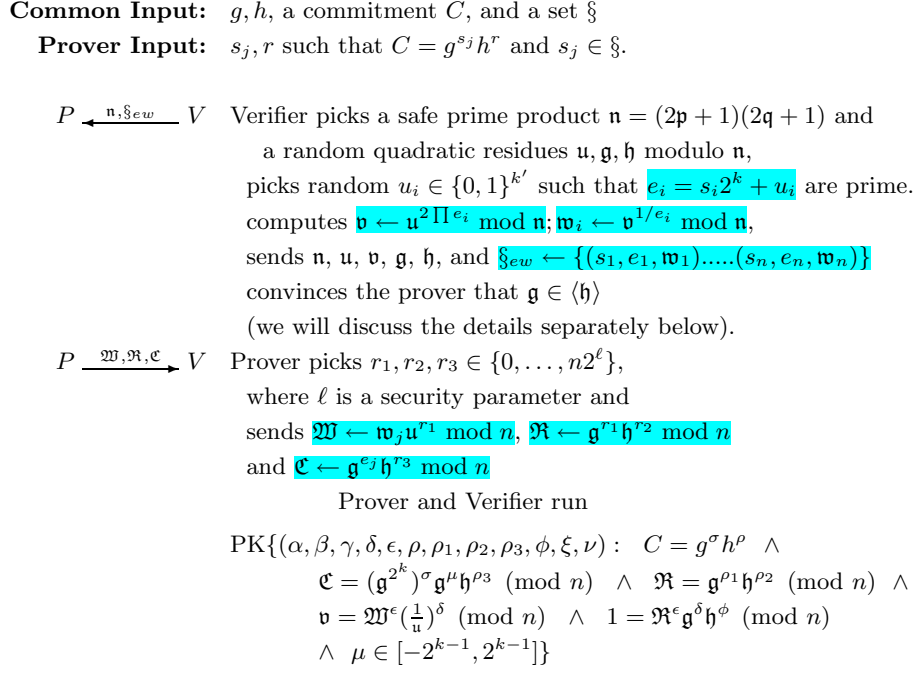 Common Input: g, h, a commitment C, and a set §
Prover Input: s_j, r such that C = g^{s_j} h^r and s_j ∈ §.
P ←^{𝔫,§_{ew}} V Verifier picks a safe prime product 𝔫 = (2𝔭 + 1)(2𝔮 + 1) and
a random quadratic residues 𝔲, 𝔤, 𝔥 modulo 𝔫,
picks random u_i ∈ {0, 1}^{k′} such that e_i = s_i 2^k + u_i are prime.
computes 𝔳 ← 𝔲^{2 ∏ e_i} mod 𝔫; 𝔴_i ← 𝔳^{1/e_i} mod 𝔫,
sends 𝔫, 𝔲, 𝔳, 𝔤, 𝔥, and §_{ew} ← {(s_1, e_1, 𝔴_1).....(s_n, e_n, 𝔴_n)}
convinces the prover that 𝔤 ∈ ⟨𝔥⟩
(we will discuss the details separately below).
P —^{𝔚,ℜ,ℭ}→ V Prover picks r_1, r_2, r_3 ∈ {0, . . . , n2^ℓ},
where ℓ is a security parameter and
sends 𝔚 ← 𝔴_j 𝔲^{r_1} mod n, ℜ ← 𝔤^{r_1} 𝔥^{r_2} mod n
and ℭ ← 𝔤^{e_j} 𝔥^{r_3} mod n
Prover and Verifier run
PK{(α, β, γ, δ, ϵ, ρ, ρ_1, ρ_2, ρ_3, φ, ξ, ν) : C = g^σ h^ρ ∧
ℭ = (𝔤^{2^k})^σ 𝔤^μ 𝔥^{ρ_3} (mod n) ∧ ℜ = 𝔤^{ρ_1} 𝔥^{ρ_2} (mod n) ∧
𝔳 = 𝔚^ϵ (1/𝔲)^δ (mod n) ∧ 1 = ℜ^ϵ 𝔤^δ 𝔥^φ (mod n)
∧ μ ∈ [−2^{k−1}, 2^{k−1}]}